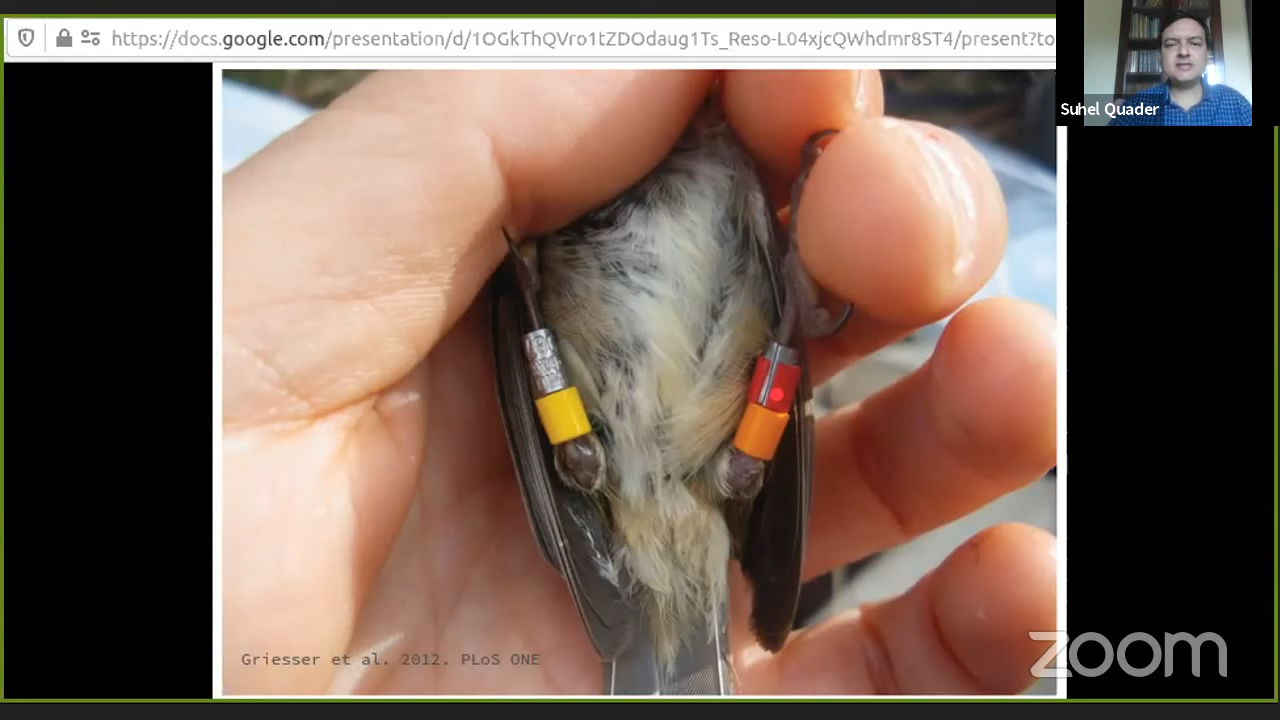 https://docs.google.com/presentation/d/1OGkThQVro1tZDOdaug1Ts_Reso-L04xjcQWhdmr8ST4/present?to
Suhel Quader
Griesser et al. 2012. PLoS ONE
zoom